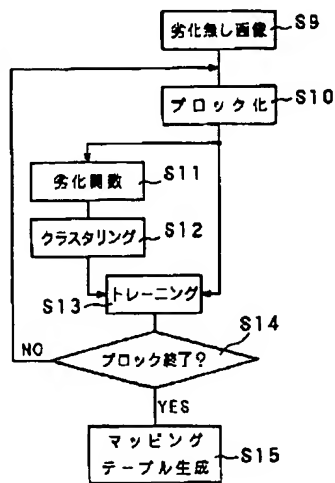 劣化無し画像
S9
ブロック化
S10
劣化関数
S11
クラスタリング
S12
トレーニング
S13
ブロック終了?
S14
NO
YES
マッピング
テーブル生成
S15